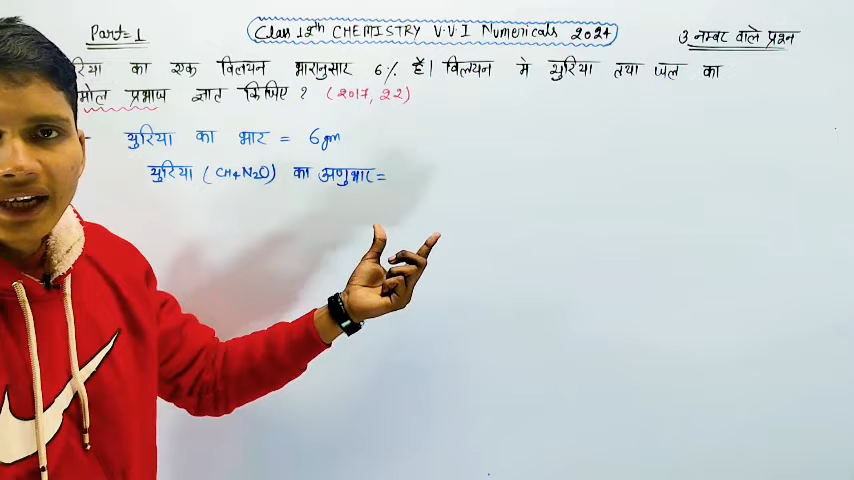 Part=1
Class 12th CHEMISTRY V.V.I Numericals 2024
3 नम्बर वाले प्रश्न
रिया का एक विलयन भारानुसार 6% है। विलयन मे युरिया तथा जल का
मोल प्रभाज ज्ञात किजिए ? (2017, 22)
युरिया का भार = 6gm
युरिया (CH4N2O) का अणुभार=